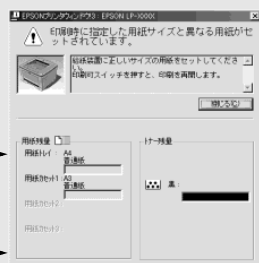 EPSONプリンタウィンドウ3 : EPSON LP-XXXX
印刷時に指定した用紙サイズと異なる用紙がセ
ットされています。
給紙装置に正しいサイズの用紙をセットしてくださ
い。
印刷可スイッチを押すと、印刷を再開します。
閉じる(C)
用紙残量
用紙トレイ : A4
普通紙
用紙カセット1 : A3
普通紙
用紙カセット2 :
用紙カセット3 :
トナー残量
黒 :